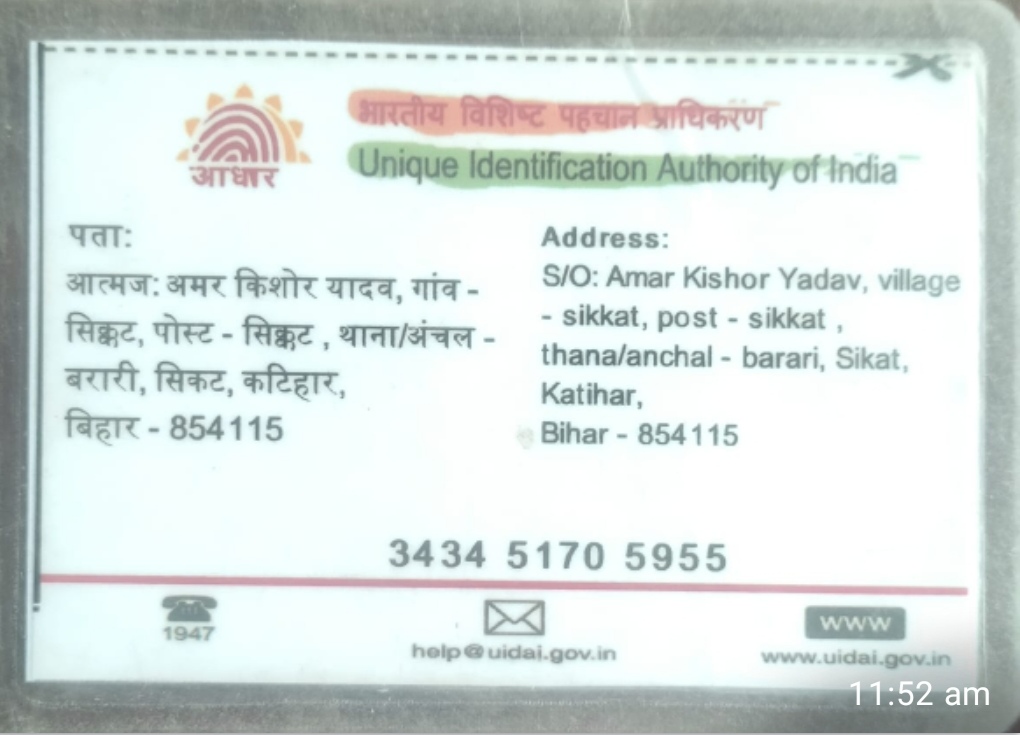 आधार
भारतीय विशिष्ट पहचान प्राधिकरण
Unique Identification Authority of India
पता:
आत्मज: अमर किशोर यादव, गांव -
सिक्कट, पोस्ट - सिक्कट , थाना/अंचल -
बरारी, सिकट, कटिहार,
बिहार - 854115
Address:
S/O: Amar Kishor Yadav, village
- sikkat, post - sikkat ,
thana/anchal - barari, Sikat,
Katihar,
Bihar - 854115
3434 5170 5955
1947
help@uidai.gov.in
www
www.uidai.gov.in
11:52 am